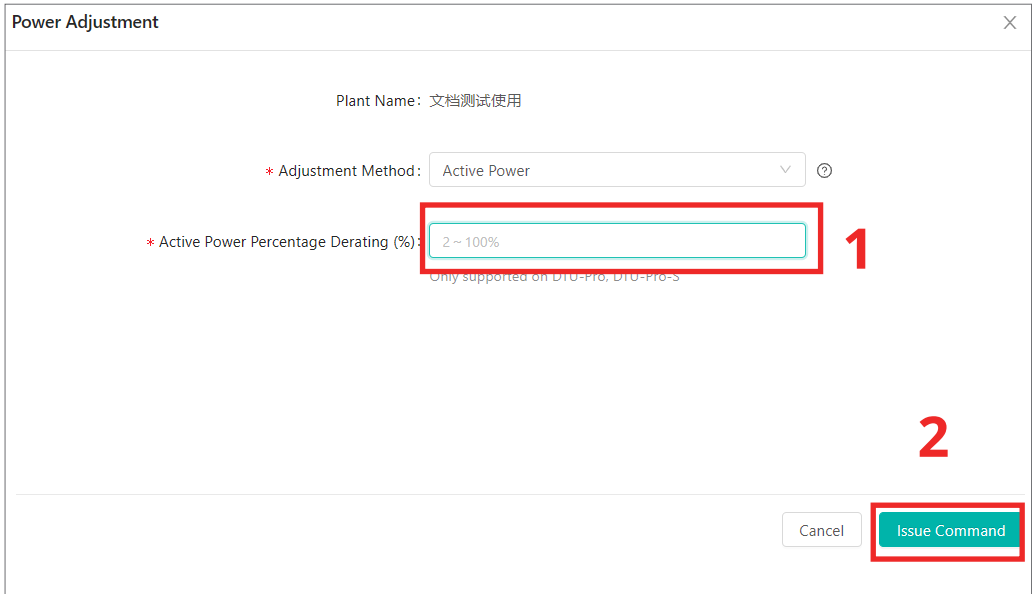 Power Adjustment
Plant Name: 文档测试使用
* Adjustment Method: Active Power
* Active Power Percentage Derating (%): 2 ~ 100%
1
Only supported on DTU-Pro, DTU-Pro-S
2
Cancel Issue Command